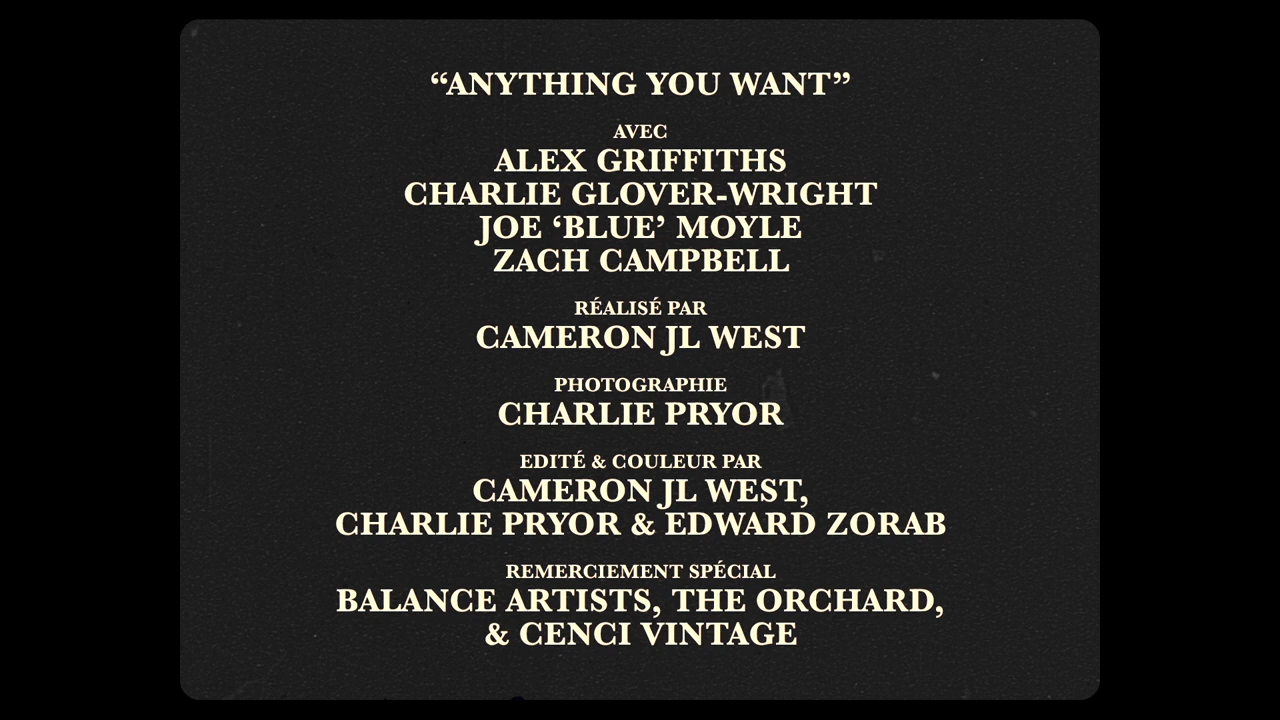 “ANYTHING YOU WANT”
AVEC
ALEX GRIFFITHS
CHARLIE GLOVER-WRIGHT
JOE ‘BLUE’ MOYLE
ZACH CAMPBELL
RÉALISÉ PAR
CAMERON JL WEST
PHOTOGRAPHIE
CHARLIE PRYOR
EDITÉ & COULEUR PAR
CAMERON JL WEST,
CHARLIE PRYOR & EDWARD ZORAB
REMERCIEMENT SPÉCIAL
BALANCE ARTISTS, THE ORCHARD,
& CENCI VINTAGE